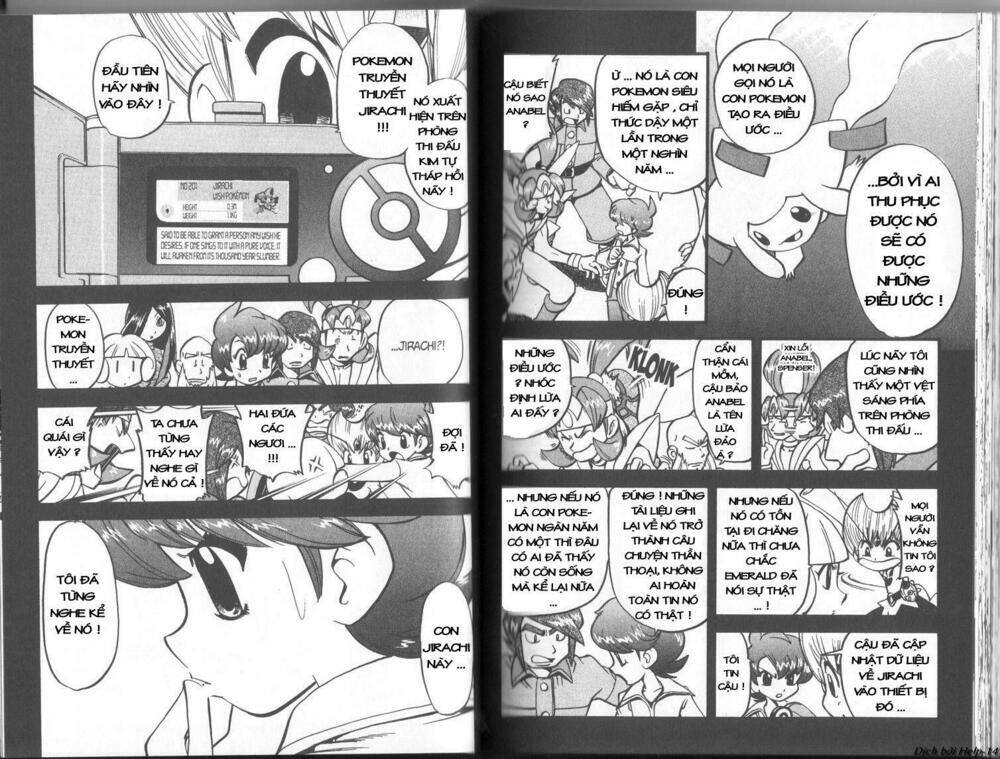 ĐẦU TIÊN
HÃY NHÌN
VÀO ĐÂY !
POKEMON
TRUYỀN
THUYẾT
JIRACHI
!!!
NÓ XUẤT
HIỆN TRÊN
PHÒNG
THI ĐẤU
KIM TỰ
THÁP HỒI
NÃY !
NO.201 JIRACHI
WISH POKÉMON
HEIGHT 0.3M
WEIGHT 1.1KG
SAID TO BE ABLE TO GRANT A PERSON ANY WISH HE
DESIRES. IF ONE SINGS TO IT WITH A PURE VOICE, IT
WILL AWAKEN FROM ITS THOUSAND YEAR SLUMBER.
POKE-
MON
TRUYỀN
THUYẾT
...
...JIRACHI?!
CÁI
QUÁI GÌ
VẬY ?
TA CHƯA
TỪNG
THẤY HAY
NGHE GÌ
VỀ NÓ CẢ !
HAI ĐỨA
CÁC
NGƯƠI ...
!!!
ĐỢI
ĐÃ !
TÔI ĐÃ
TỪNG
NGHE KỂ
VỀ NÓ !
CON
JIRACHI
NÀY ...
CẬU BIẾT
NÓ SAO
ANABEL
?
Ừ ... NÓ LÀ CON
POKEMON SIÊU
HIẾM GẶP , CHỈ
THỨC DẬY MỘT
LẦN TRONG
MỘT NGHÌN
NĂM ...
ĐÚNG
!
MỌI NGƯỜI
GỌI NÓ LÀ
CON POKEMON
TẠO RA ĐIỀU
ƯỚC ...
...BỞI VÌ AI
THU PHỤC
ĐƯỢC NÓ
SẼ CÓ
ĐƯỢC
NHỮNG
ĐIỀU ƯỚC !
NHỮNG
ĐIỀU ƯỚC
? NHÓC
ĐỊNH LỪA
AI ĐẤY ?
KLONK
CẨN
THẬN CÁI
MỒM,
CẬU BẢO
ANABEL
LÀ TÊN
LỪA
ĐẢO
À ?
XIN LỖI
ANABEL,
SPENSER!
LÚC NÃY TÔI
CŨNG NHÌN
THẤY MỘT VỆT
SÁNG PHÍA
TRÊN PHÒNG
THI ĐẤU ...
... NHƯNG NẾU NÓ
LÀ CON POKE-
MON NGÀN NĂM
CÓ MỘT THÌ ĐÂU
CÓ AI ĐÃ THẤY
NÓ CÒN SỐNG
MÀ KỂ LẠI NỮA
...
ĐÚNG ! NHỮNG
TÀI LIỆU GHI
LẠI VỀ NÓ TRỞ
THÀNH CÂU
CHUYỆN THẦN
THOẠI, KHÔNG
AI HOÀN
TOÀN TIN NÓ
CÓ THẬT !
NHƯNG NẾU
NÓ CÓ TỒN
TẠI ĐI CHĂNG
NỮA THÌ CHƯA
CHẮC
EMERALD ĐÃ
NÓI SỰ THẬT
... !
MỌI
NGƯỜI
VẪN
KHÔNG
TIN TÔI
SAO ?
TÔI
TIN
CẬU !
CẬU ĐÃ CẬP
NHẬT DỮ LIỆU
VỀ JIRACHI
VÀO THIẾT BỊ
ĐÓ ...
Dịch bởi Help-14